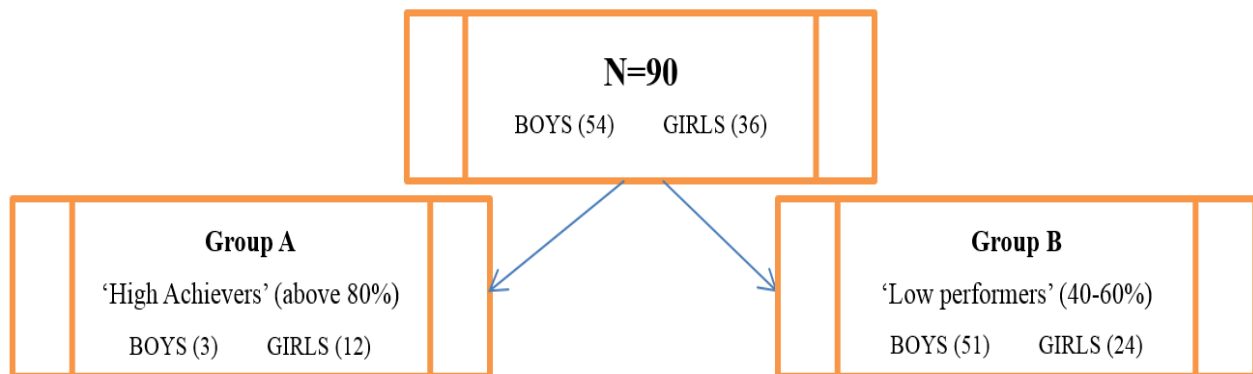 N=90
BOYS (54) GIRLS (36)
Group A
‘High Achievers’ (above 80%)
BOYS (3) GIRLS (12)
Group B
‘Low performers’ (40-60%)
BOYS (51) GIRLS (24)